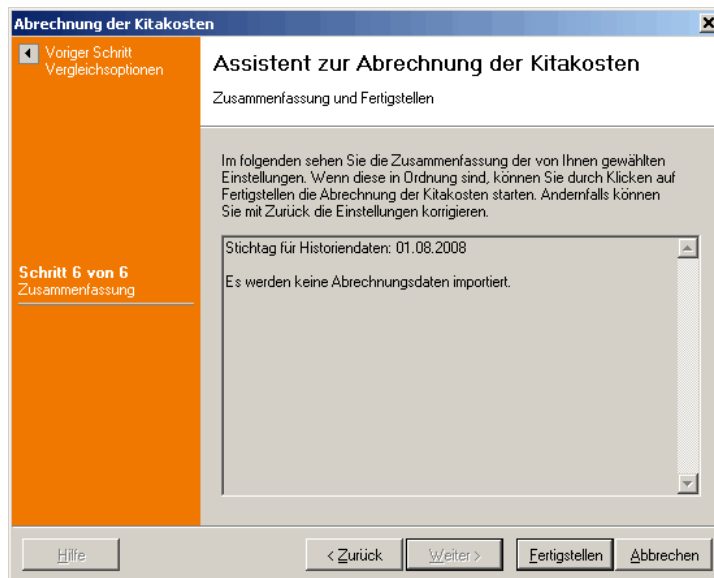 Abrechnung der Kitakosten
Voriger Schritt
Vergleichsoptionen
Assistent zur Abrechnung der Kitakosten
Zusammenfassung und Fertigstellen
Im folgenden sehen Sie die Zusammenfassung der von Ihnen gewählten
Einstellungen. Wenn diese in Ordnung sind, können Sie durch Klicken auf
Fertigstellen die Abrechnung der Kitakosten starten. Andernfalls können
Sie mit Zurück die Einstellungen korrigieren.
Stichtag für Historiendaten: 01.08.2008
Es werden keine Abrechnungsdaten importiert.
Schritt 6 von 6
Zusammenfassung
Hilfe
< Zurück
Weiter >
Fertigstellen
Abbrechen